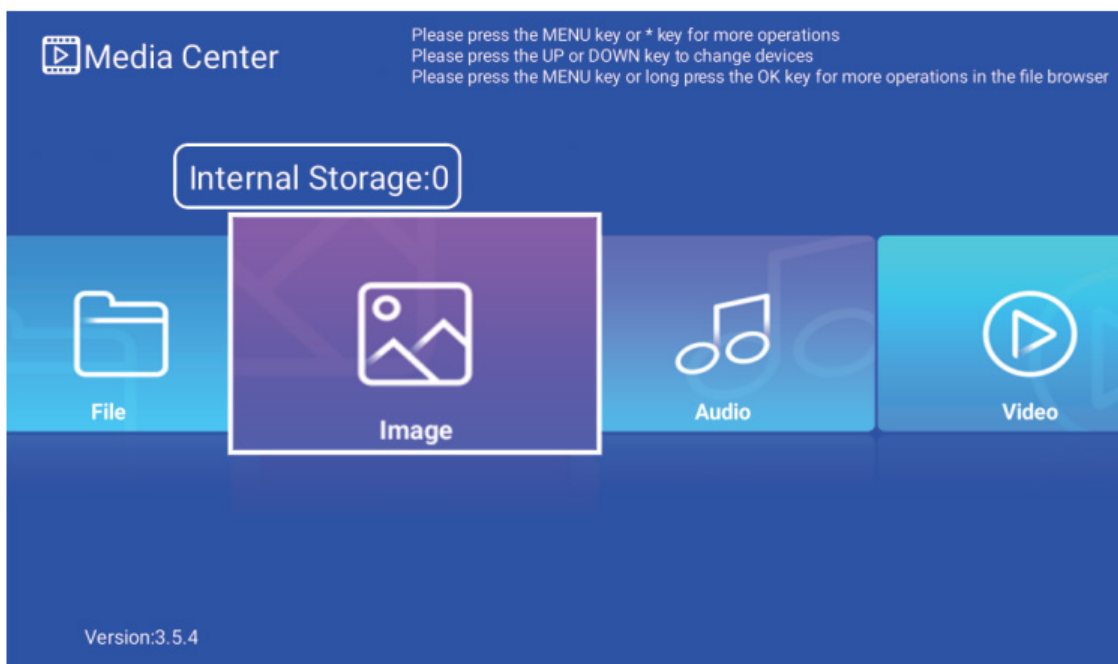 Media Center
Please press the MENU key or * key for more operations
Please press the UP or DOWN key to change devices
Please press the MENU key or long press the OK key for more operations in the file browser
Internal Storage:0
File
Image
Audio
Video
Version:3.5.4